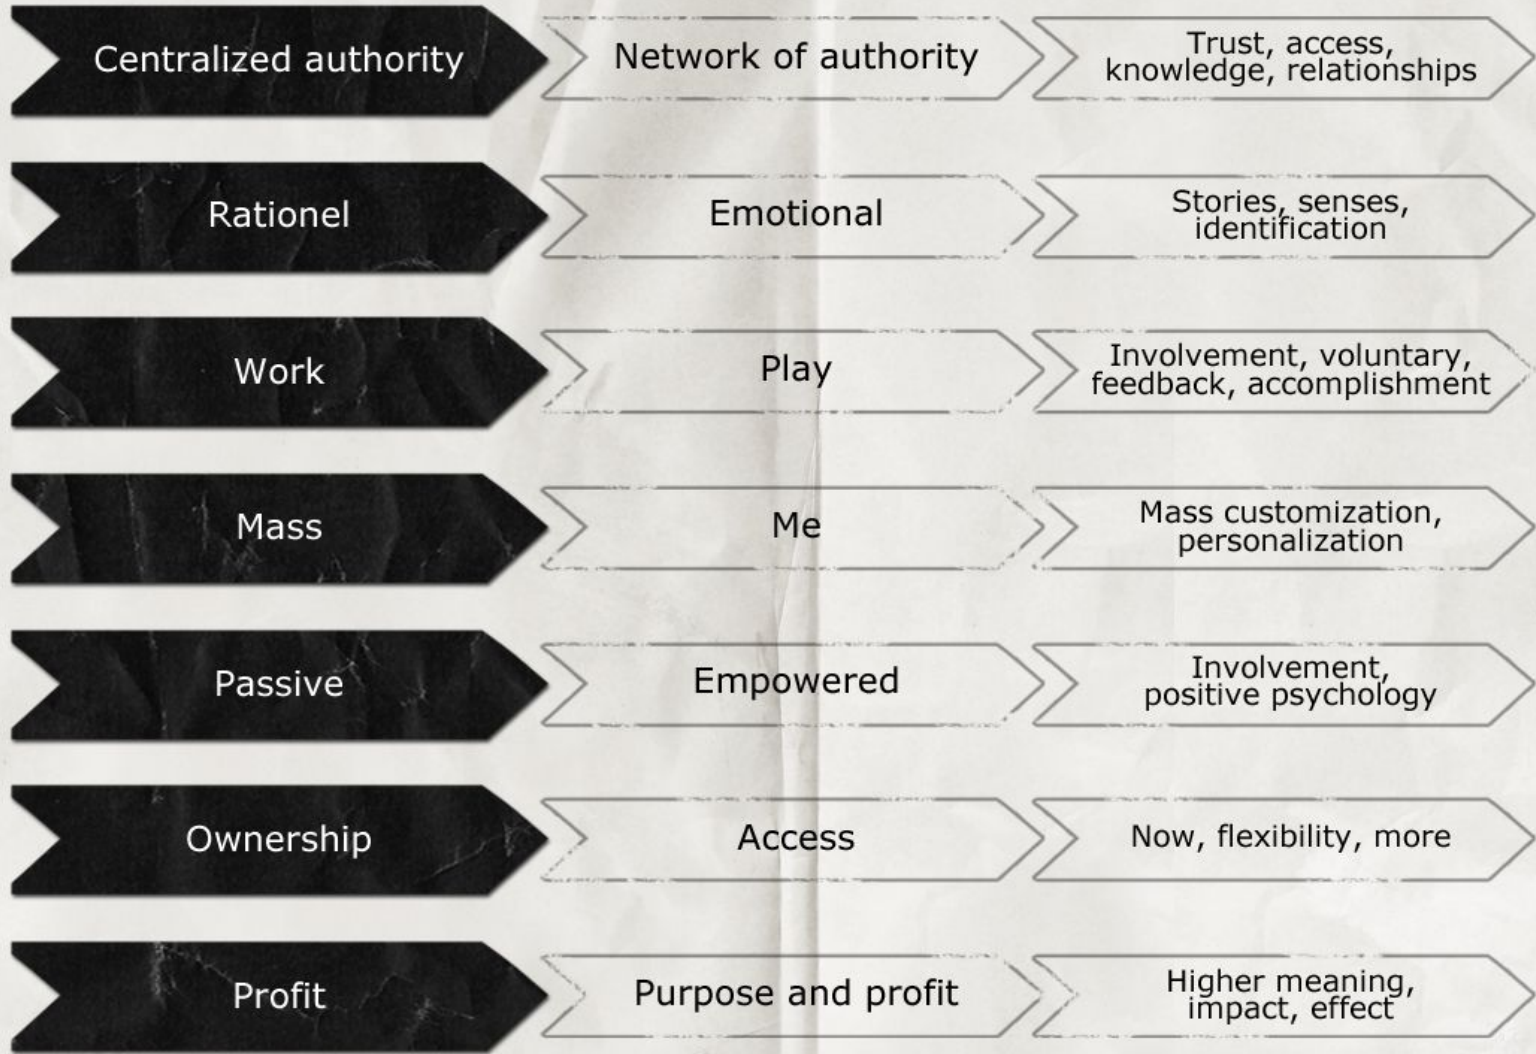 Centralized authority
Network of authority
Trust, access,
knowledge, relationships
Rationel
Emotional
Stories, senses,
identification
Work
Play
Involvement, voluntary,
feedback, accomplishment
Mass
Me
Mass customization,
personalization
Passive
Empowered
Involvement,
positive psychology
Ownership
Access
Now, flexibility, more
Profit
Purpose and profit
Higher meaning,
impact, effect